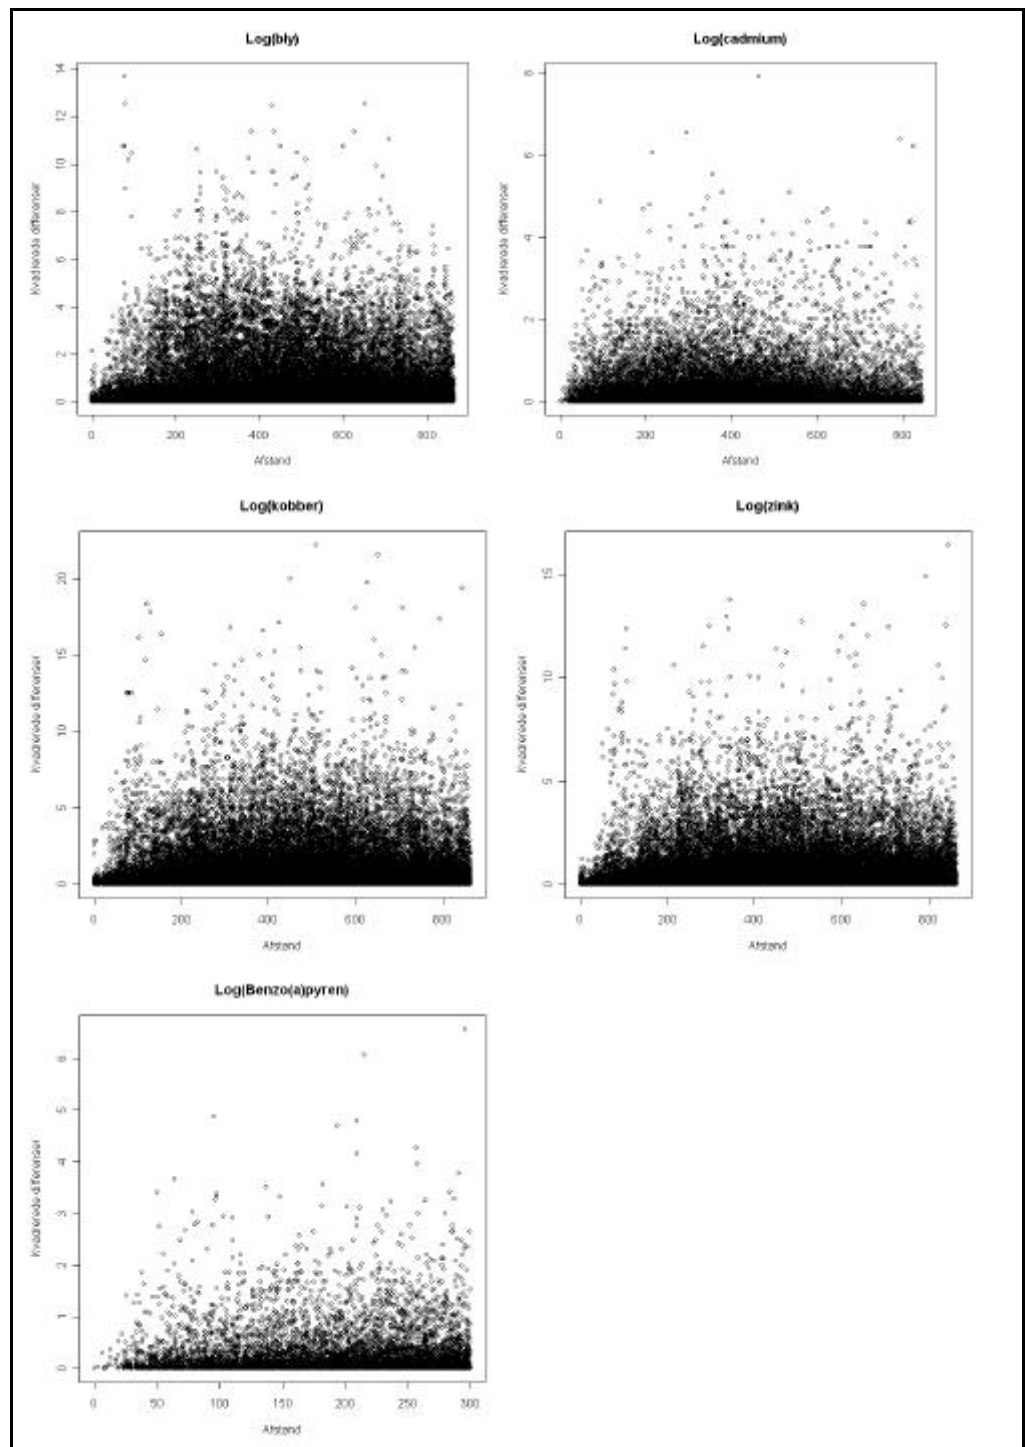 Log(bly)
Kvadrerede differenser
0 2 4 6 8 10 12 14
0 200 400 600 800
Afstand
Log(cadmium)
Kvadrerede differenser
0 2 4 6 8
0 200 400 600 800
Afstand
Log(kobber)
Kvadrerede differenser
0 5 10 15 20
0 200 400 600 800
Afstand
Log(zink)
Kvadrerede differenser
0 5 10 15
0 200 400 600 800
Afstand
Log(Benzo(a)pyren)
Kvadrerede differenser
0 1 2 3 4 5 6
0 50 100 150 200 250 300
Afstand